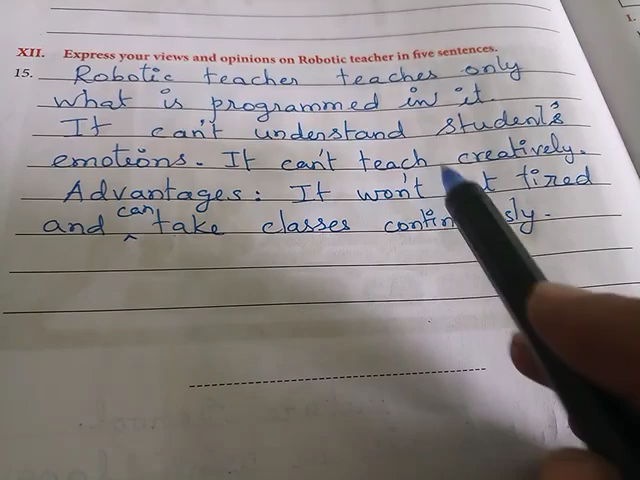 XII. Express your views and opinions on Robotic teacher in five sentences.
15. Robotic teacher teaches only
what is programmed in it.
It can't understand student's
emotions. It can't teach creatively.
Advantages: It won't tired
can
and ^ take classes